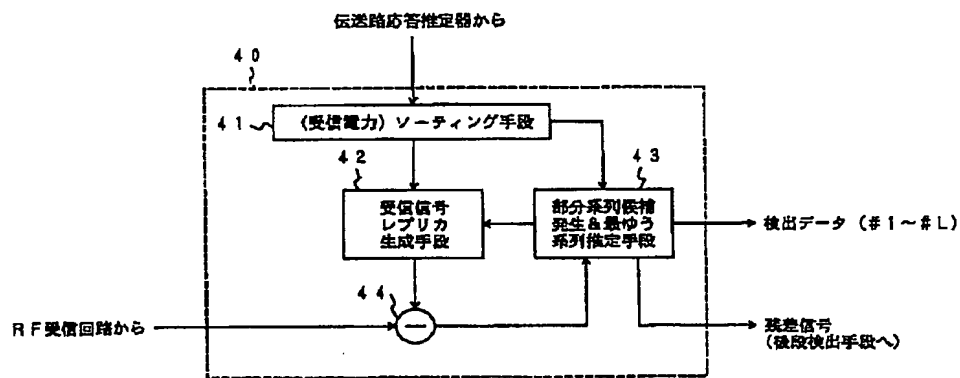 伝送路応答推定器から
４０
４１
（受信電力）ソーティング手段
４２
４３
受信信号
レプリカ
生成手段
部分系列候補
発生＆最ゆう
系列推定手段
検出データ（＃１〜＃Ｌ）
４４
ー
ＲＦ受信回路から
残差信号
（後段検出手段へ）